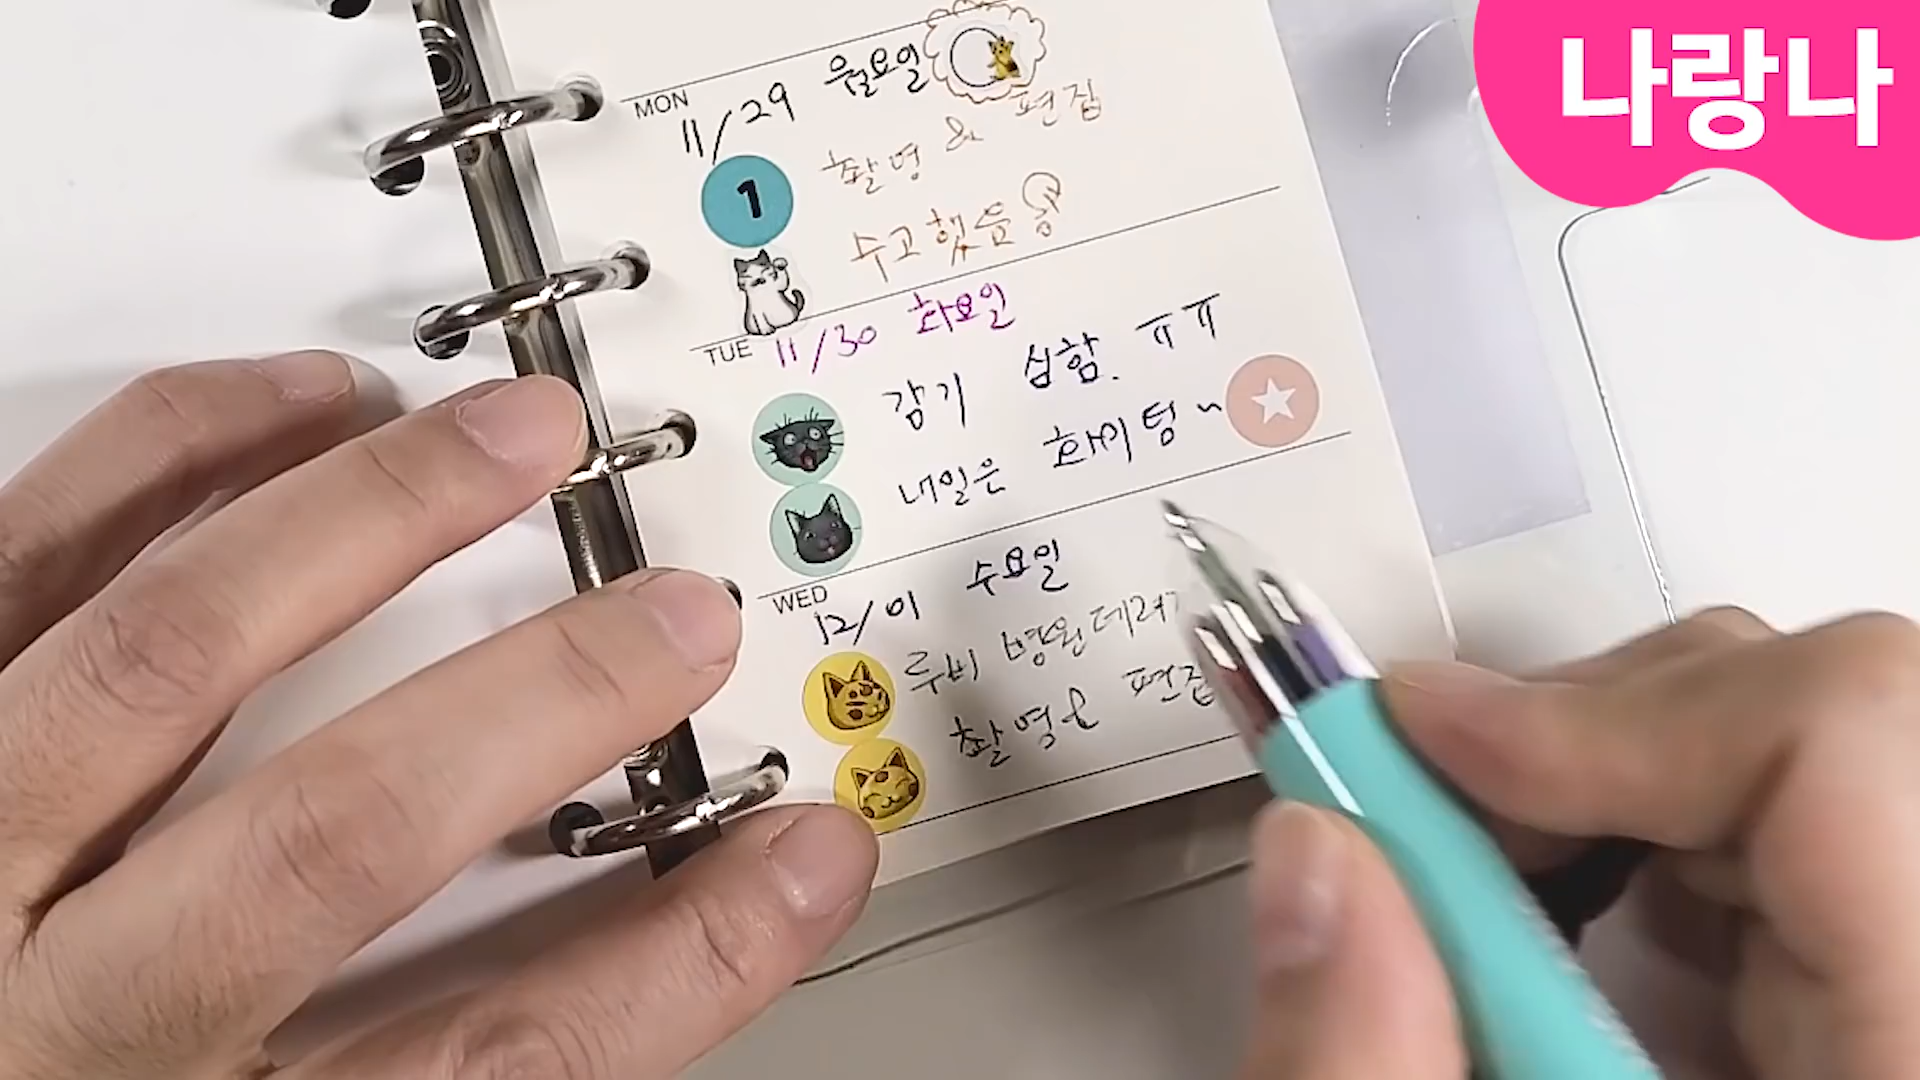 나랑나
MON
11/29 월요일
1
촬영 & 편집
수고했음
TUE
11/30 화요일
감기 심함. ㅠㅠ
내일은 화이팅~
WED
12/01 수요일
루비 병원데려
촬영& 편집